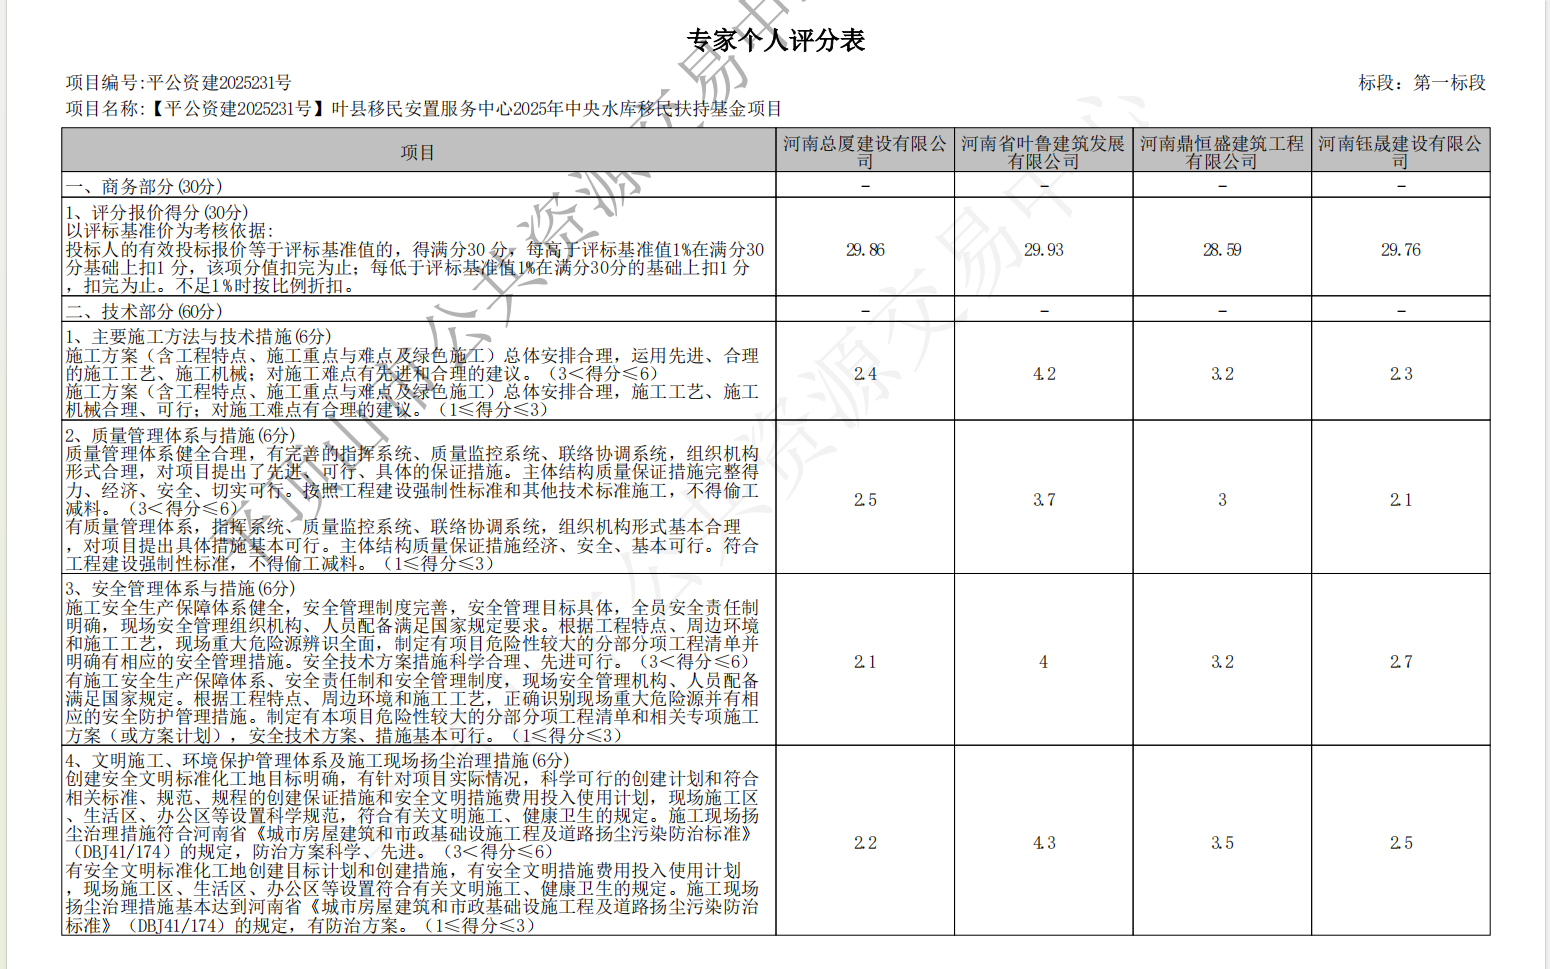 专家个人评分表
项目编号:平公资建2025231号
标段：第一标段
项目名称:【平公资建2025231号】叶县移民安置服务中心2025年中央水库移民扶持基金项目
项目
河南总厦建设有限公
司
河南省叶鲁建筑发展
有限公司
河南鼎恒盛建筑工程
有限公司
河南钰晟建设有限公
司
一、商务部分(30分)
–
–
–
–
1、评分报价得分(30分)
以评标基准价为考核依据:
投标人的有效投标报价等于评标基准值的，得满分30 分，每高于评标基准值1%在满分30
分基础上扣1 分，该项分值扣完为止；每低于评标基准值1%在满分30分的基础上扣1 分
，扣完为止。不足1%时按比例折扣。
29.86
29.93
28.59
29.76
二、技术部分(60分)
–
–
–
–
1、主要施工方法与技术措施(6分)
施工方案（含工程特点、施工重点与难点及绿色施工）总体安排合理，运用先进、合理
的施工工艺、施工机械；对施工难点有先进和合理的建议。（3＜得分≤6）
施工方案（含工程特点、施工重点与难点及绿色施工）总体安排合理，施工工艺、施工
机械合理、可行；对施工难点有合理的建议。（1≤得分≤3）
2.4
4.2
3.2
2.3
2、质量管理体系与措施(6分)
质量管理体系健全合理，有完善的指挥系统、质量监控系统、联络协调系统，组织机构
形式合理，对项目提出了先进、可行、具体的保证措施。主体结构质量保证措施完整得
力、经济、安全、切实可行。按照工程建设强制性标准和其他技术标准施工，不得偷工
减料。（3＜得分≤6）
有质量管理体系，指挥系统、质量监控系统、联络协调系统，组织机构形式基本合理
，对项目提出具体措施基本可行。主体结构质量保证措施经济、安全、基本可行。符合
工程建设强制性标准，不得偷工减料。（1≤得分≤3）
2.5
3.7
3
2.1
3、安全管理体系与措施(6分)
施工安全生产保障体系健全，安全管理制度完善，安全管理目标具体，全员安全责任制
明确，现场安全管理组织机构、人员配备满足国家规定要求。根据工程特点、周边环境
和施工工艺，现场重大危险源辨识全面，制定有项目危险性较大的分部分项工程清单并
明确有相应的安全管理措施。安全技术方案措施科学合理、先进可行。（3＜得分≤6）
有施工安全生产保障体系、安全责任制和安全管理制度，现场安全管理机构、人员配备
满足国家规定。根据工程特点、周边环境和施工工艺，正确识别现场重大危险源并有相
应的安全防护管理措施。制定有本项目危险性较大的分部分项工程清单和相关专项施工
方案（或方案计划），安全技术方案、措施基本可行。（1≤得分≤3）
2.1
4
3.2
2.7
4、文明施工、环境保护管理体系及施工现场扬尘治理措施(6分)
创建安全文明标准化工地目标明确，有针对项目实际情况，科学可行的创建计划和符合
相关标准、规范、规程的创建保证措施和安全文明措施费用投入使用计划，现场施工区
、生活区、办公区等设置科学规范，符合有关文明施工、健康卫生的规定。施工现场扬
尘治理措施符合河南省《城市房屋建筑和市政基础设施工程及道路扬尘污染防治标准》
（DBJ41/174）的规定，防治方案科学、先进。（3＜得分≤6）
有安全文明标准化工地创建目标计划和创建措施，有安全文明措施费用投入使用计划
，现场施工区、生活区、办公区等设置符合有关文明施工、健康卫生的规定。施工现场
扬尘治理措施基本达到河南省《城市房屋建筑和市政基础设施工程及道路扬尘污染防治
标准》（DBJ41/174）的规定，有防治方案。（1≤得分≤3）
2.2
4.3
3.5
2.5
平顶山市公共资源交易中
公共资源交易中心